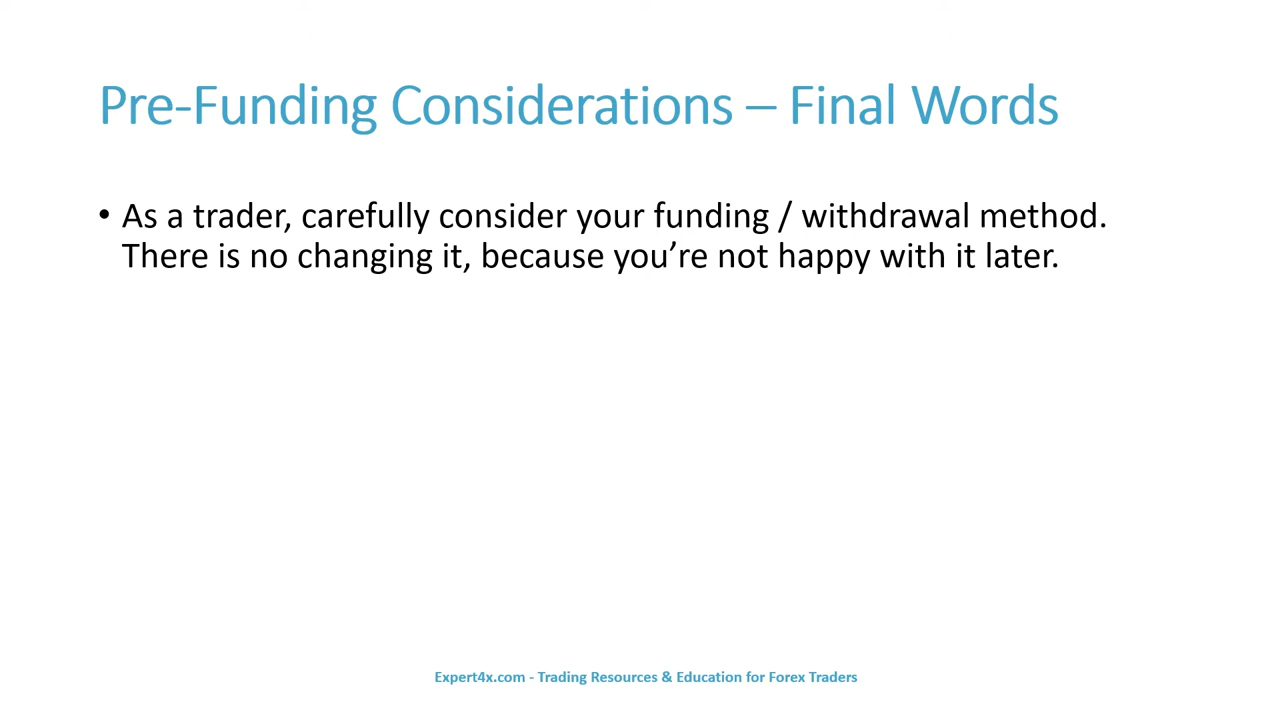 Pre-Funding Considerations – Final Words
• As a trader, carefully consider your funding / withdrawal method.
There is no changing it, because you’re not happy with it later.
Expert4x.com - Trading Resources & Education for Forex Traders